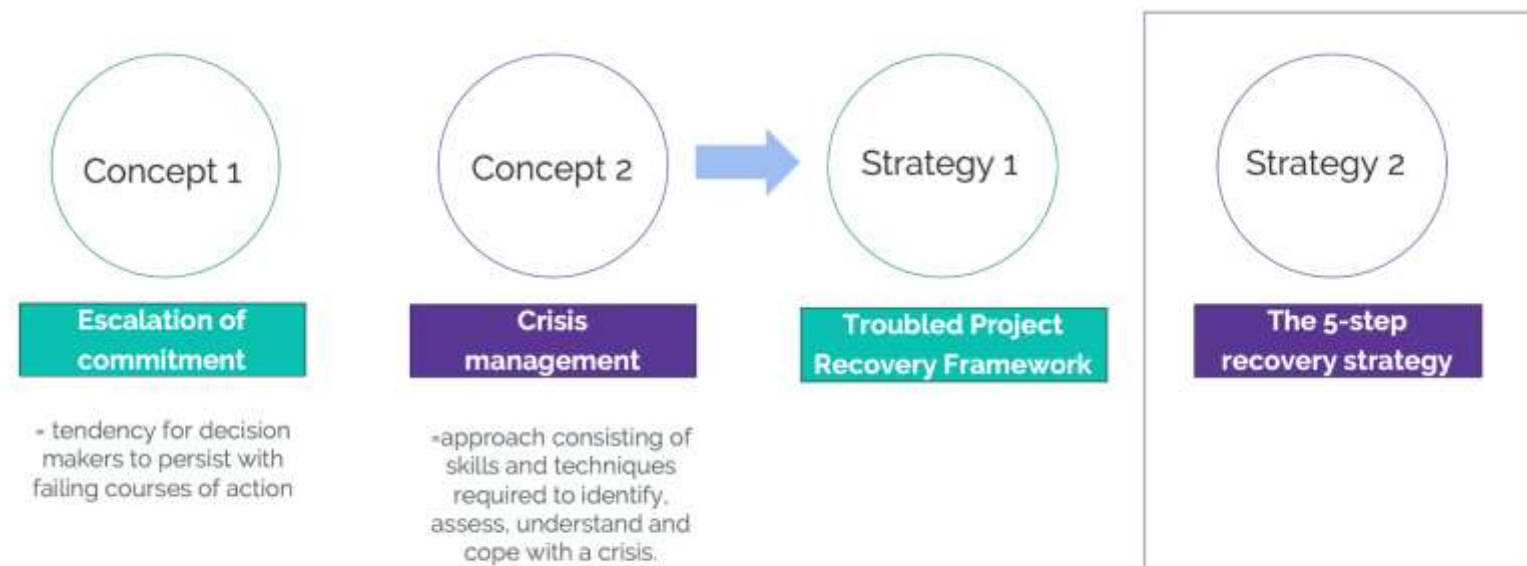 Concept 1
Escalation of
commitment
- tendency for decision
makers to persist with
failing courses of action
Concept 2
Crisis
management
=approach consisting of
skills and techniques
required to identify,
assess, understand and
cope with a crisis.
Strategy 1
Troubled Project
Recovery Framework
Strategy 2
The 5-step
recovery strategy